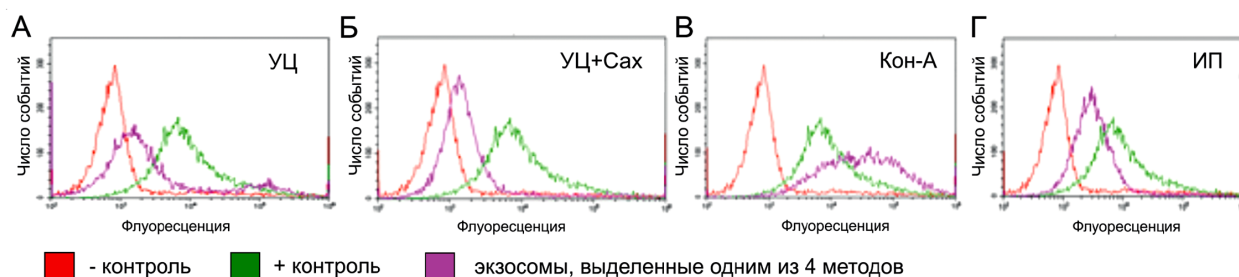 А
УЦ
Число событий
Флуоресценция
Б
УЦ+Сах
Число событий
Флуоресценция
В
Кон-А
Число событий
Флуоресценция
Г
ИП
Число событий
Флуоресценция
- контроль
+ контроль
экзосомы, выделенные одним из 4 методов